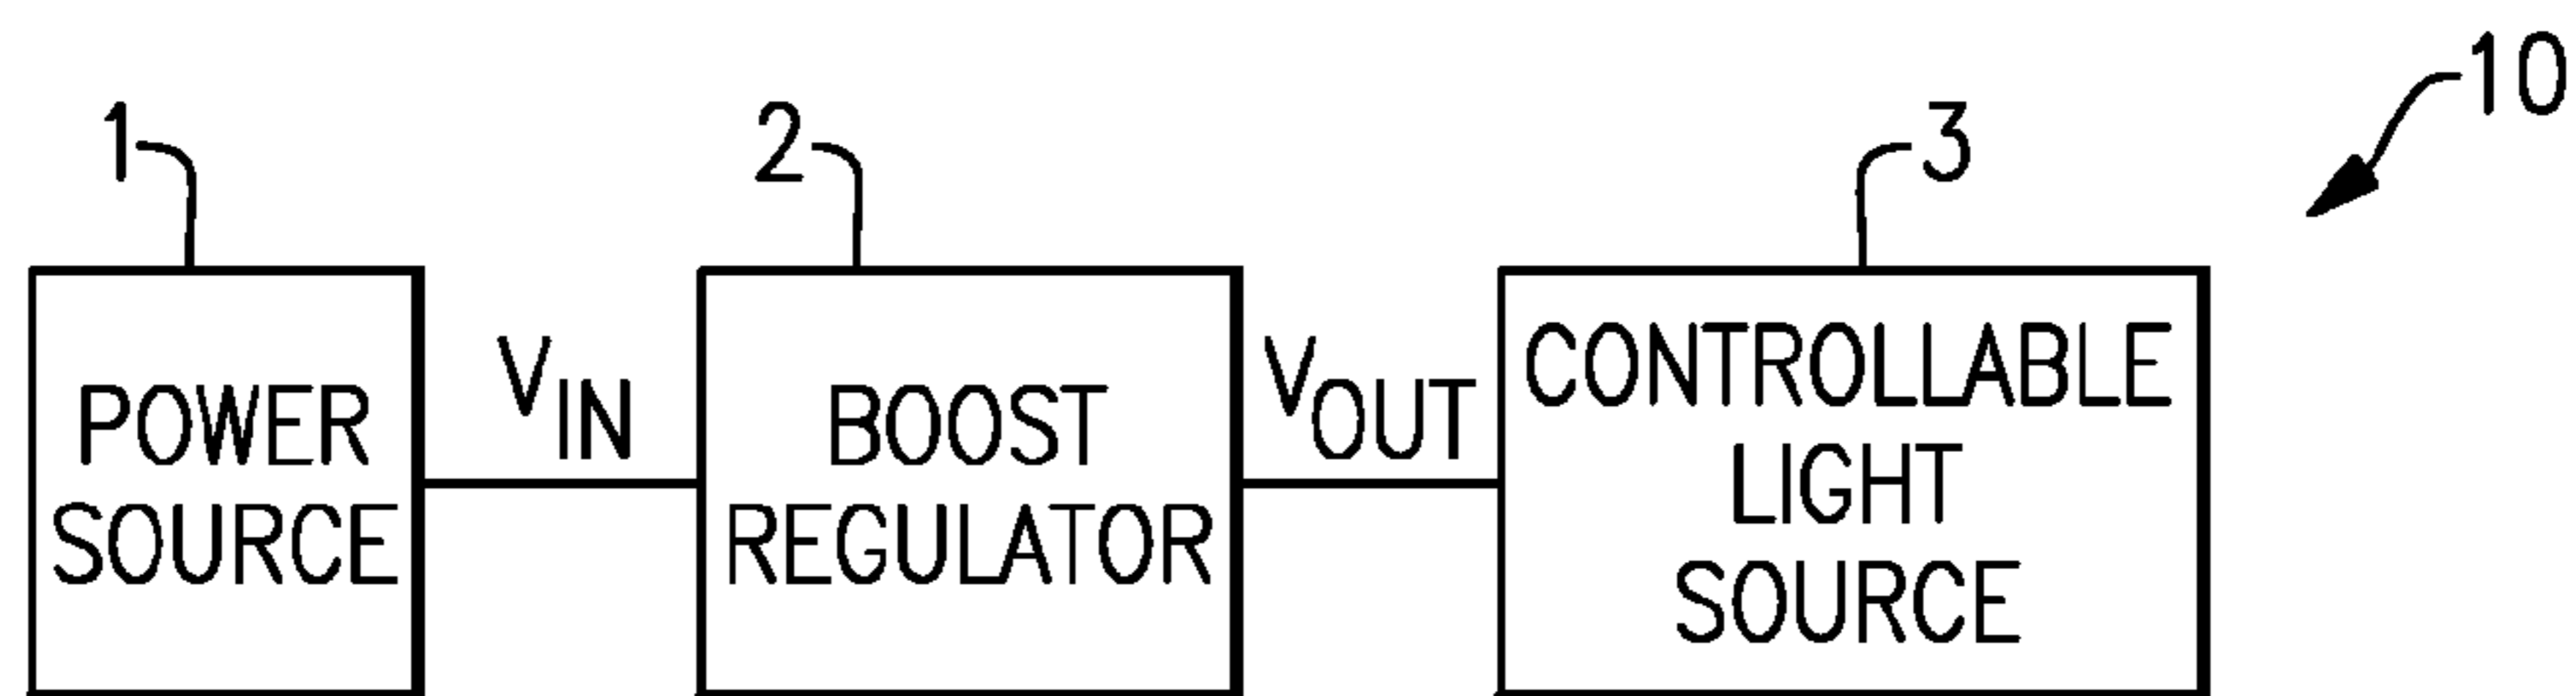 10
1
2
3
POWER
SOURCE
VIN
BOOST
REGULATOR
VOUT
CONTROLLABLE
LIGHT
SOURCE